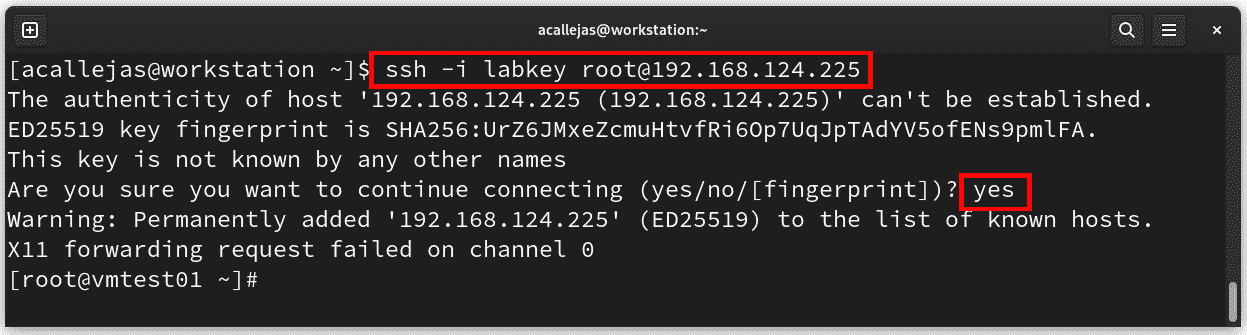 acallejas@workstation:~
[acallejas@workstation ~]$ ssh -i labkey root@192.168.124.225
The authenticity of host '192.168.124.225 (192.168.124.225)' can't be established.
ED25519 key fingerprint is SHA256:UrZ6JMxeZcmuHtvfRi6Op7UqJpTAdYV5ofENs9pmlFA.
This key is not known by any other names
Are you sure you want to continue connecting (yes/no/[fingerprint])? yes
Warning: Permanently added '192.168.124.225' (ED25519) to the list of known hosts.
X11 forwarding request failed on channel 0
[root@vmtest01 ~]#